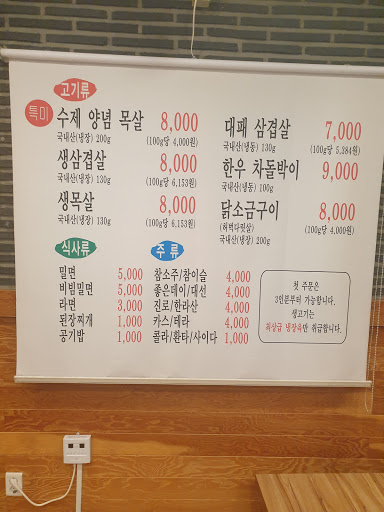 고기류
특미
수제 양념 목살 8,000
국내산(냉장) 200g (100g당 4,000원)
생삼겹살 8,000
국내산(냉장) 130g (100g당 6,153원)
생목살 8,000
국내산(냉장) 130g (100g당 6,153원)
대패 삼겹살 7,000
국내산(냉동) 130g (100g당 5,384원)
한우 차돌박이 9,000
국내산(냉동) 100g
닭소금구이 8,000
(허벅다릿살) (100g당 4,000원)
국내산(냉장) 200g
식사류
밀면 5,000
비빔밀면 5,000
라면 3,000
된장찌개 1,000
공기밥 1,000
주류
참소주/참이슬 4,000
좋은데이/대선 4,000
진로/한라산 4,000
카스/테라 4,000
콜라/환타/사이다 1,000
첫 주문은
3인분부터 가능합니다.
생고기는
최상급 냉장육만 취급합니다.